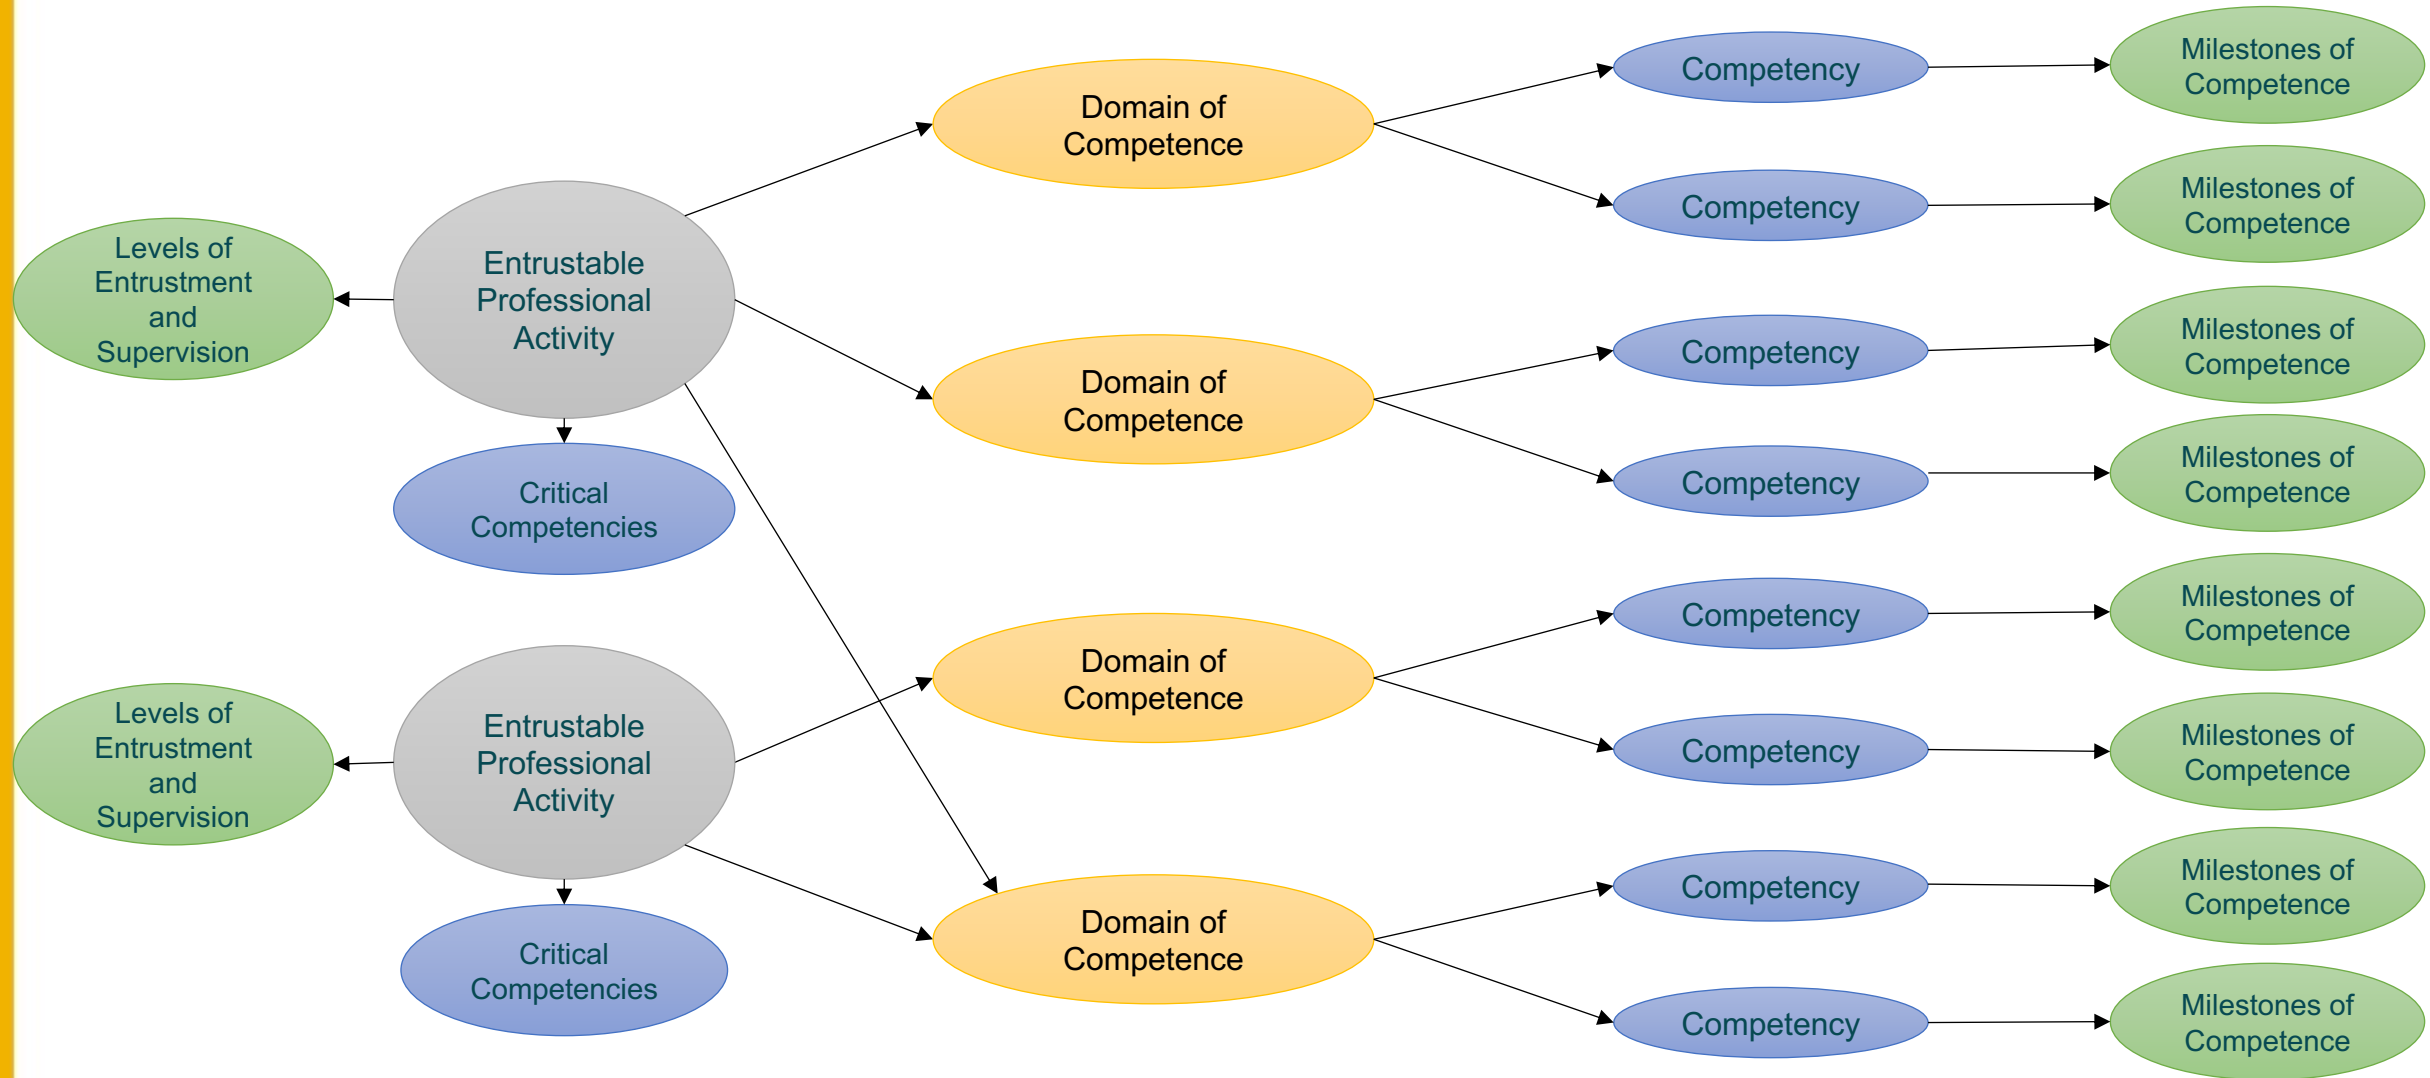 Levels of
Entrustment
and
Supervision
Entrustable
Professional
Activity
Critical
Competencies
Levels of
Entrustment
and
Supervision
Entrustable
Professional
Activity
Critical
Competencies
Domain of
Competence
Domain of
Competence
Domain of
Competence
Domain of
Competence
Competency
Competency
Competency
Competency
Competency
Competency
Competency
Competency
Milestones of
Competence
Milestones of
Competence
Milestones of
Competence
Milestones of
Competence
Milestones of
Competence
Milestones of
Competence
Milestones of
Competence
Milestones of
Competence